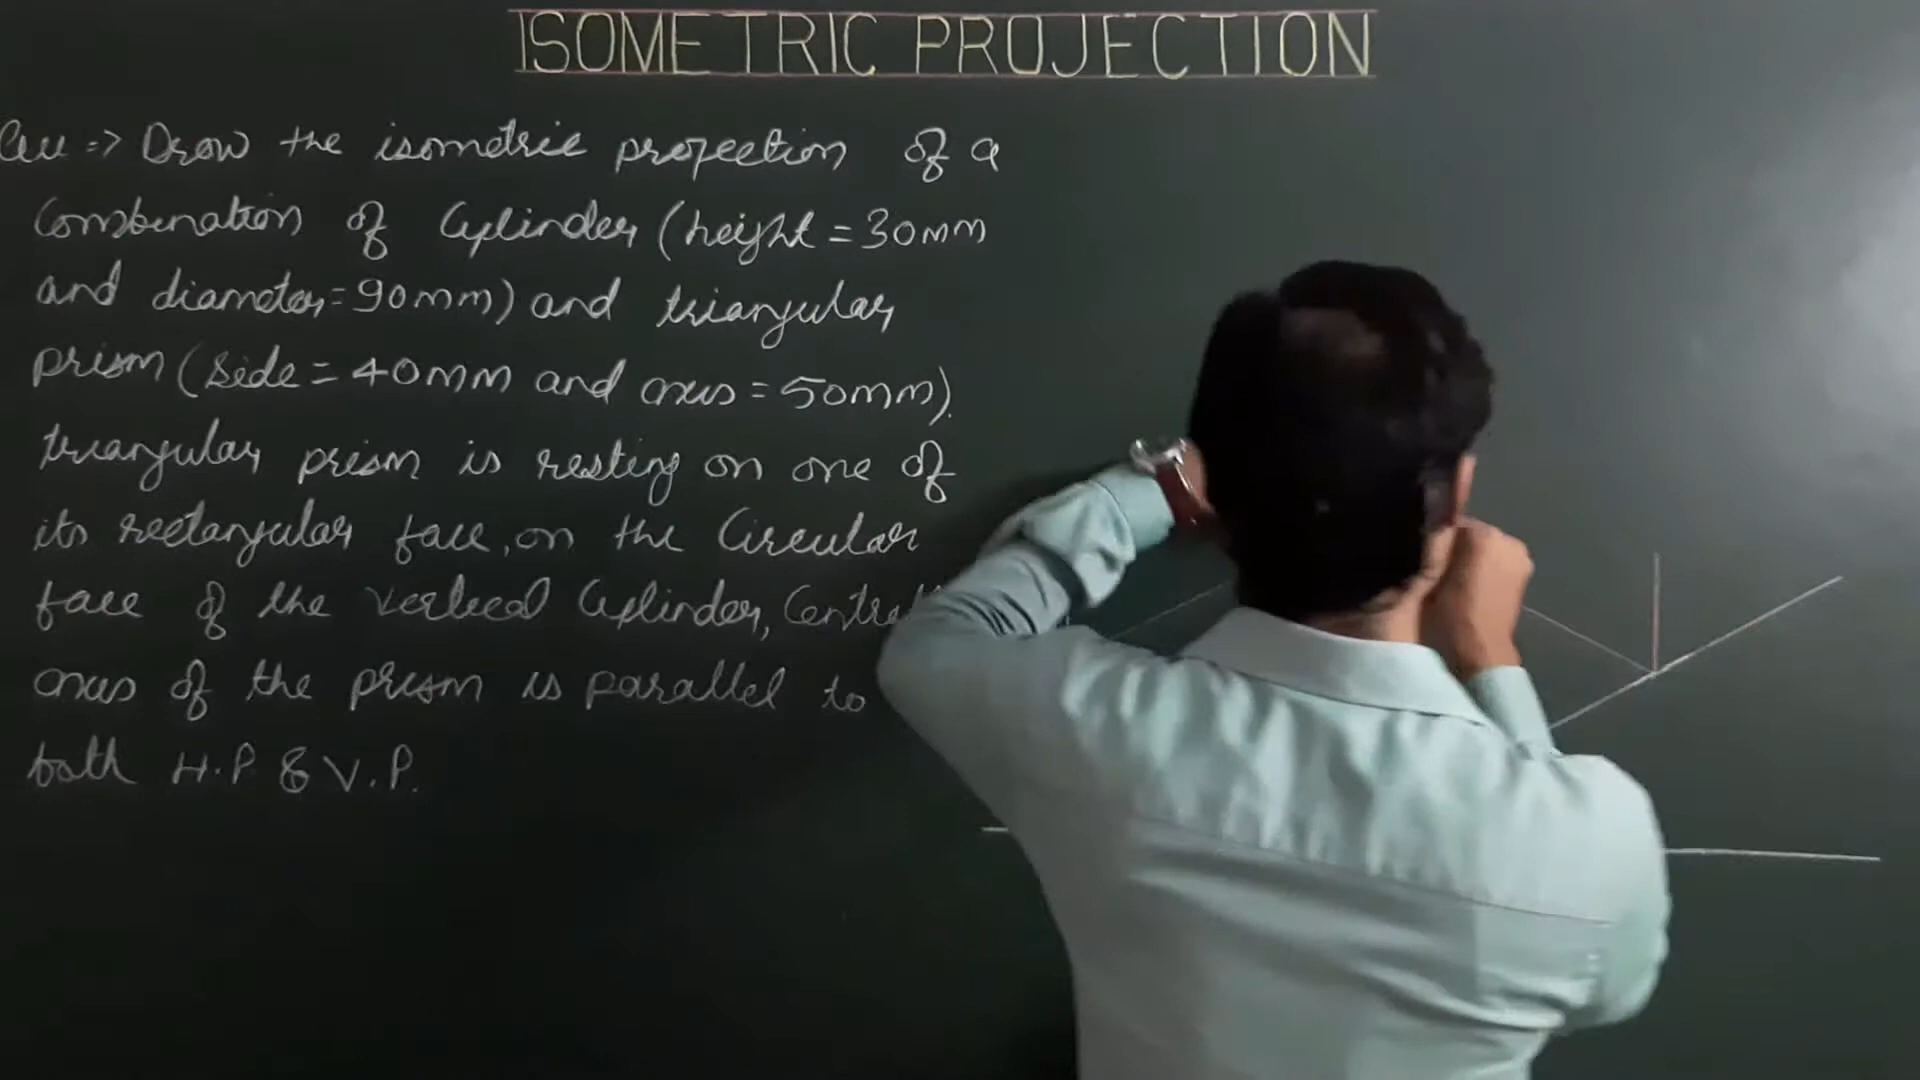 ISOMETRIC PROJECTION
Que => Draw the isometric projection of a
Combination of Cylinder (height = 30mm
and diameter = 90mm) and triangular
prism (side = 40mm and axis = 50mm).
triangular prism is resting on one of
its rectangular face, on the Circular
face of the vertical Cylinder,
axis of the prism is parallel to
both H.P & V.P.